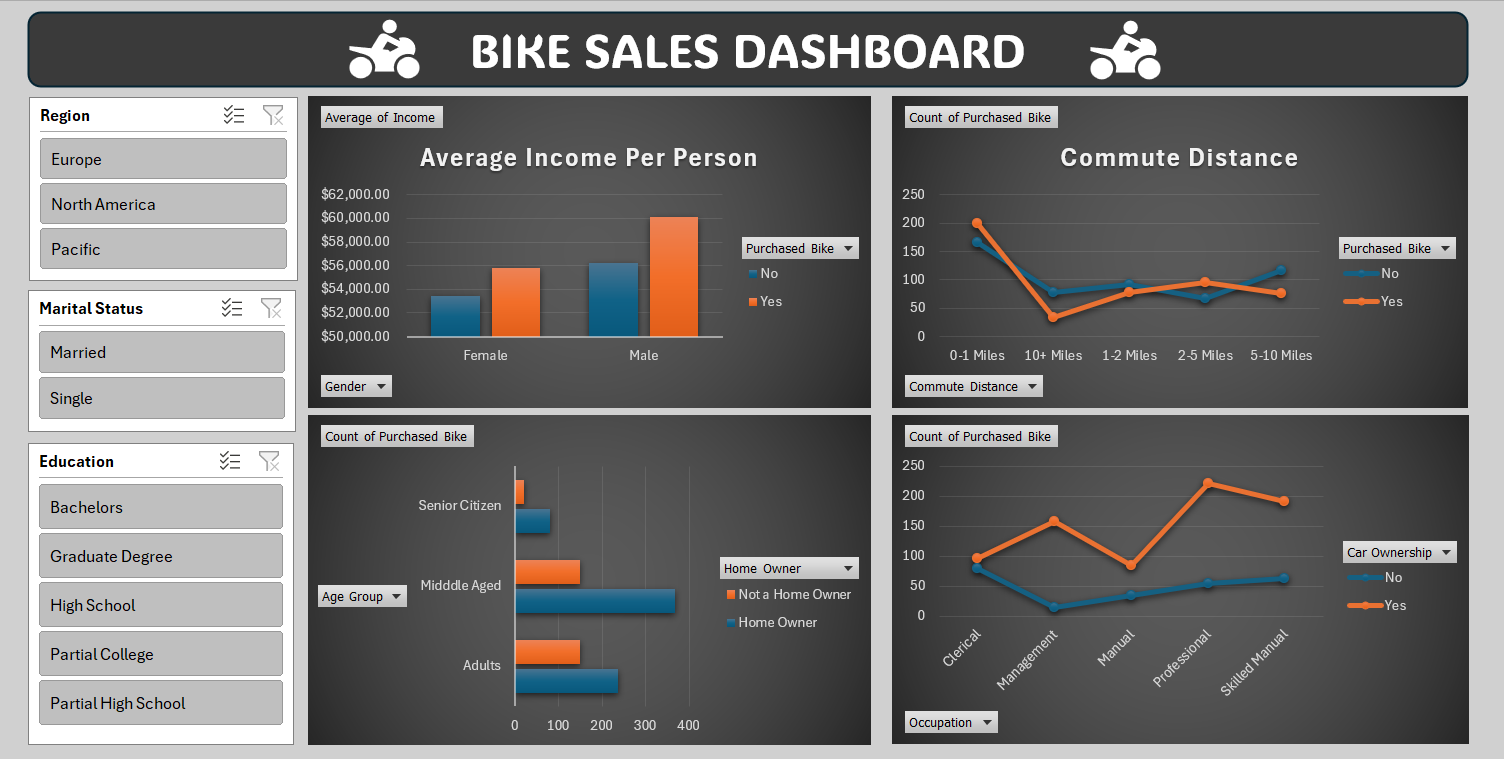 BIKE SALES DASHBOARD
Region
Europe
North America
Pacific
Marital Status
Married
Single
Education
Bachelors
Graduate Degree
High School
Partial College
Partial High School
Average of Income
Average Income Per Person
$62,000.00
$60,000.00
$58,000.00
$56,000.00
$54,000.00
$52,000.00
$50,000.00
Female Male
Purchased Bike
No
Yes
Gender
Count of Purchased Bike
Commute Distance
250
200
150
100
50
0
0-1 Miles 10+ Miles 1-2 Miles 2-5 Miles 5-10 Miles
Purchased Bike
No
Yes
Commute Distance
Count of Purchased Bike
Senior Citizen
Midddle Aged
Adults
0 100 200 300 400
Age Group
Home Owner
Not a Home Owner
Home Owner
Count of Purchased Bike
250
200
150
100
50
0
Clerical Management Manual Professional Skilled Manual
Car Ownership
No
Yes
Occupation